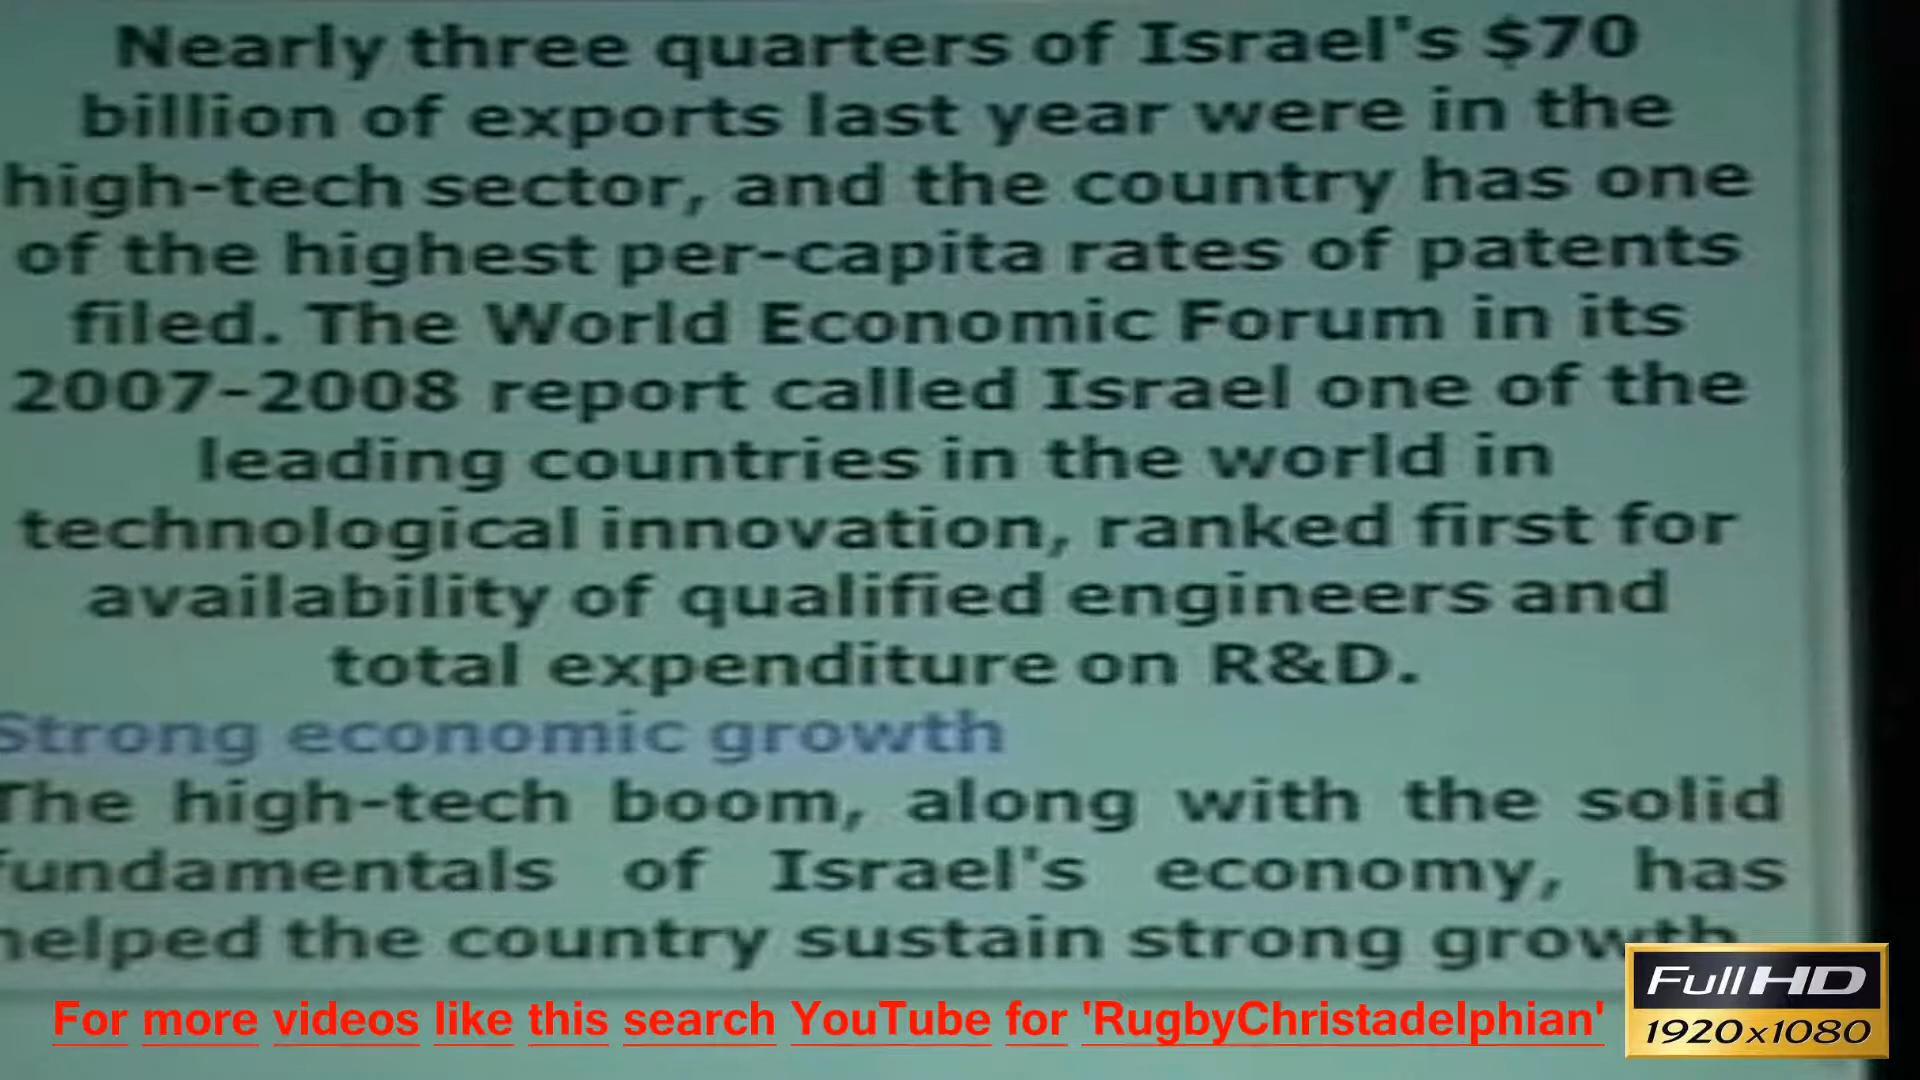 Nearly three quarters of Israel's $70
billion of exports last year were in the
high-tech sector, and the country has one
of the highest per-capita rates of patents
filed. The World Economic Forum in its
2007-2008 report called Israel one of the
leading countries in the world in
technological innovation, ranked first for
availability of qualified engineers and
total expenditure on R&D.
Strong economic growth
The high-tech boom, along with the solid
fundamentals of Israel's economy, has
helped the country sustain strong growth
For more videos like this search YouTube for 'RugbyChristadelphian'
Full HD
1920x1080